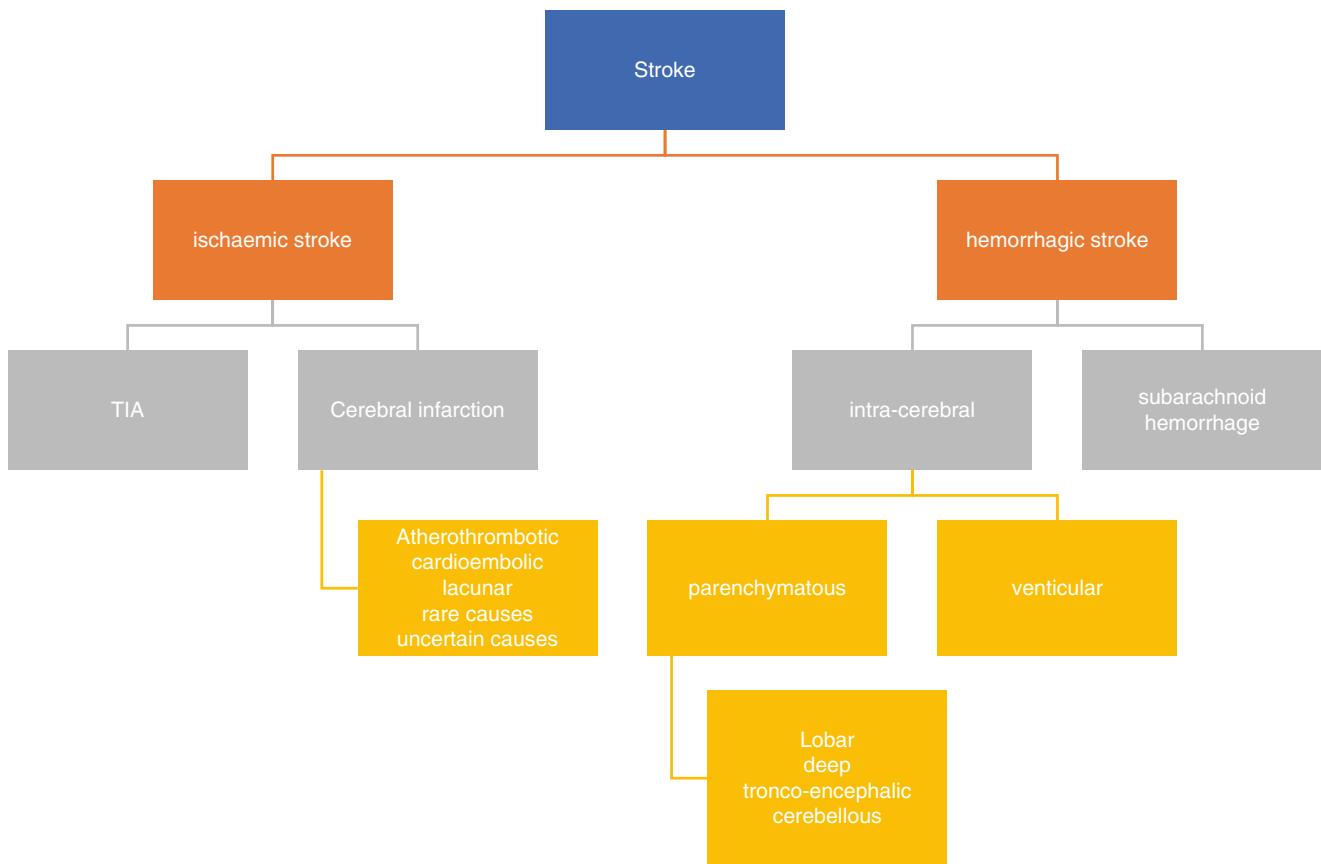 Stroke
ischaemic stroke
hemorrhagic stroke
TIA
Cerebral infarction
intra-cerebral
subarachnoid
hemorrhage
Atherothrombotic
cardioembolic
lacunar
rare causes
uncertain causes
parenchymatous
venticular
Lobar
deep
tronco-encephalic
cerebellous